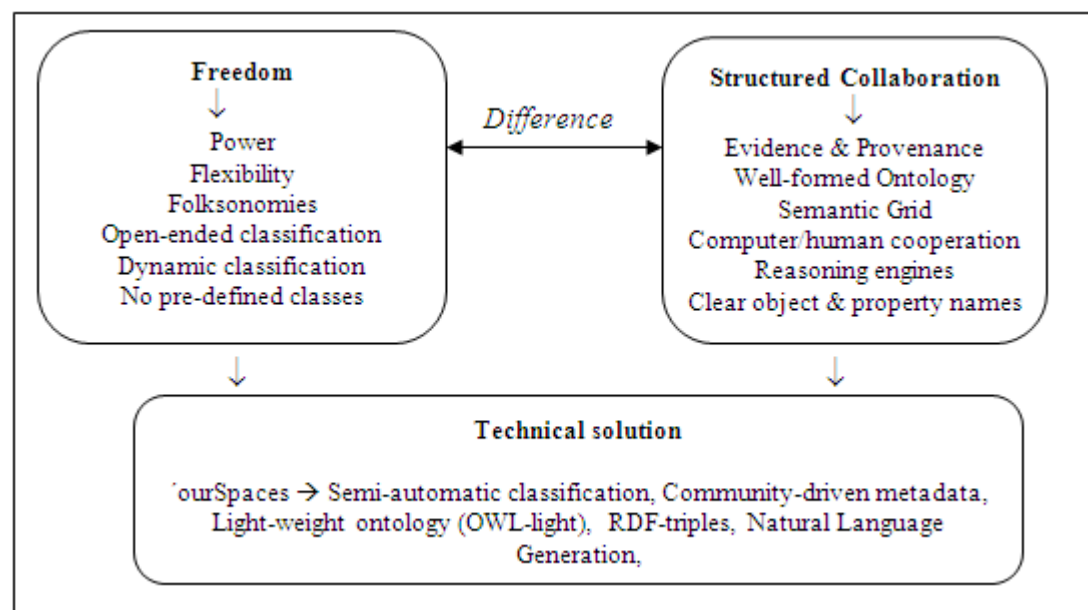 Freedom
↓
Power
Flexibility
Folksonomies
Open-ended classification
Dynamic classification
No pre-defined classes
Difference
Structured Collaboration
↓
Evidence & Provenance
Well-formed Ontology
Semantic Grid
Computer/human cooperation
Reasoning engines
Clear object & property names
Technical solution
´ourSpaces → Semi-automatic classification, Community-driven metadata,
Light-weight ontology (OWL-light), RDF-triples, Natural Language
Generation,